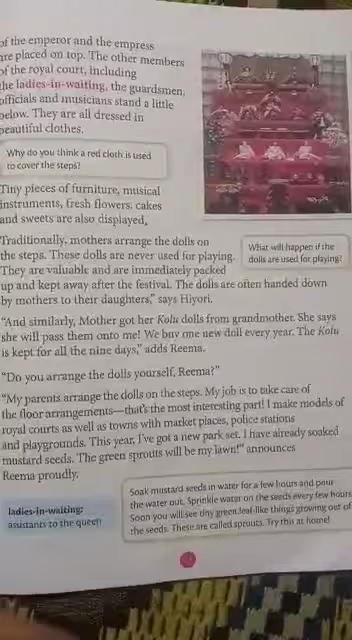 of the emperor and the empress
are placed on top. The other members
of the royal court, including
the ladies-in-waiting, the guardsmen,
officials and musicians stand a little
below. They are all dressed in
beautiful clothes.
Why do you think a red cloth is used
to cover the steps?
Tiny pieces of furniture, musical
instruments, fresh flowers, cakes
and sweets are also displayed.
Traditionally, mothers arrange the dolls on
the steps. These dolls are never used for playing.
They are valuable and are immediately packed
up and kept away after the festival. The dolls are often handed down
by mothers to their daughters,” says Hiyori.
What will happen if the
dolls are used for playing?
“And similarly, Mother got her Kolu dolls from grandmother. She says
she will pass them onto me! We buy one new doll every year. The Kolu
is kept for all the nine days,” adds Reema.
“Do you arrange the dolls yourself, Reema?”
“My parents arrange the dolls on the steps. My job is to take care of
the floor arrangements—that’s the most interesting part! I make models of
royal courts as well as towns with market places, police stations
and playgrounds. This year, I’ve got a new park set. I have already soaked
mustard seeds. The green sprouts will be my lawn!” announces
Reema proudly.
ladies-in-waiting:
assistants to the queen
Soak mustard seeds in water for a few hours and pour
the water out. Sprinkle water on the seeds every few hours.
Soon you will see tiny green leaf-like things growing out of
the seeds. These are called sprouts. Try this at home!